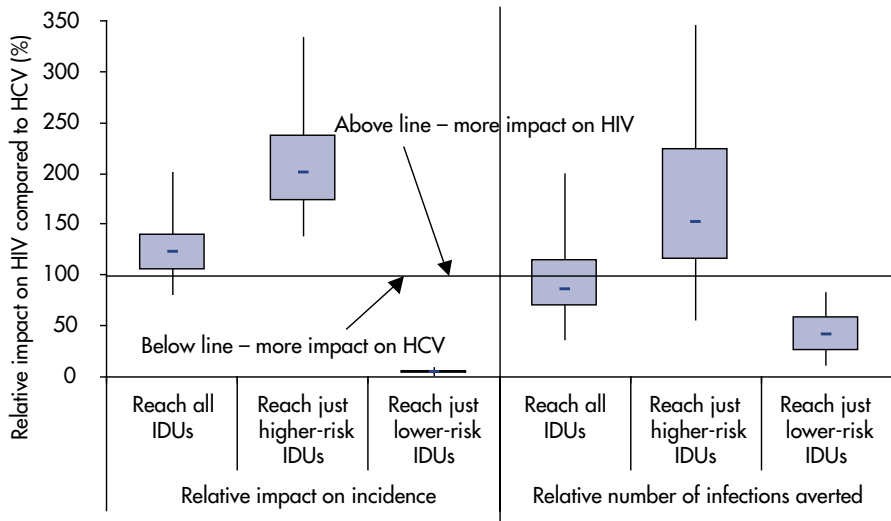 Relative impact on HIV compared to HCV (%)
350
300
250
200
150
100
50
0
Above line – more impact on HIV
Below line – more impact on HCV
Reach all
IDUs
Reach just
higher-risk
IDUs
Reach just
lower-risk
IDUs
Reach all
IDUs
Reach just
higher-risk
IDUs
Reach just
lower-risk
IDUs
Relative impact on incidence
Relative number of infections averted